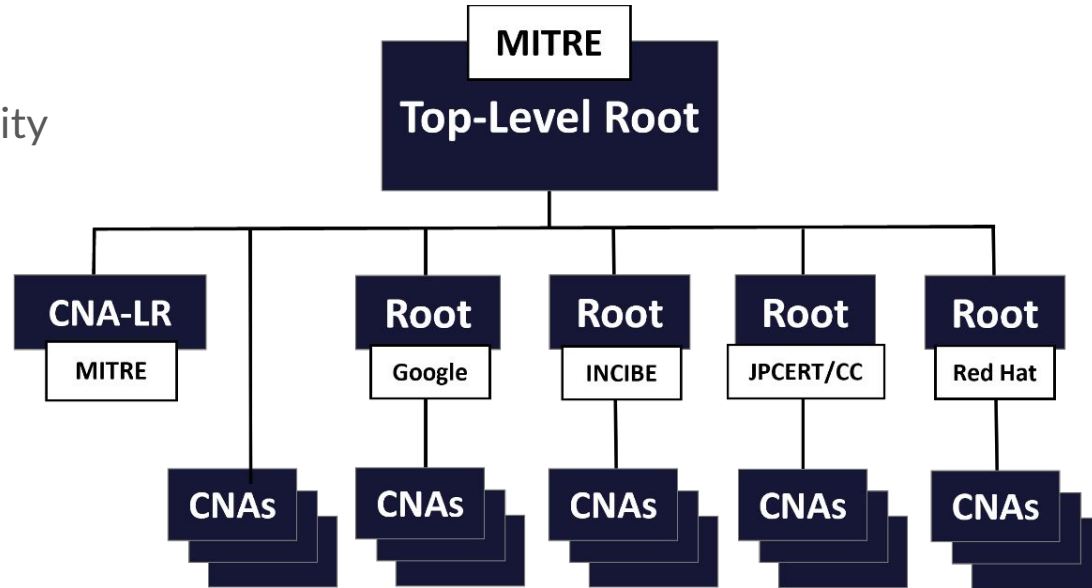 MITRE
Top-Level Root
ity
CNA-LR
MITRE
Root
Google
Root
INCIBE
Root
JPCERT/CC
Root
Red Hat
CNAs
CNAs
CNAs
CNAs
CNAs